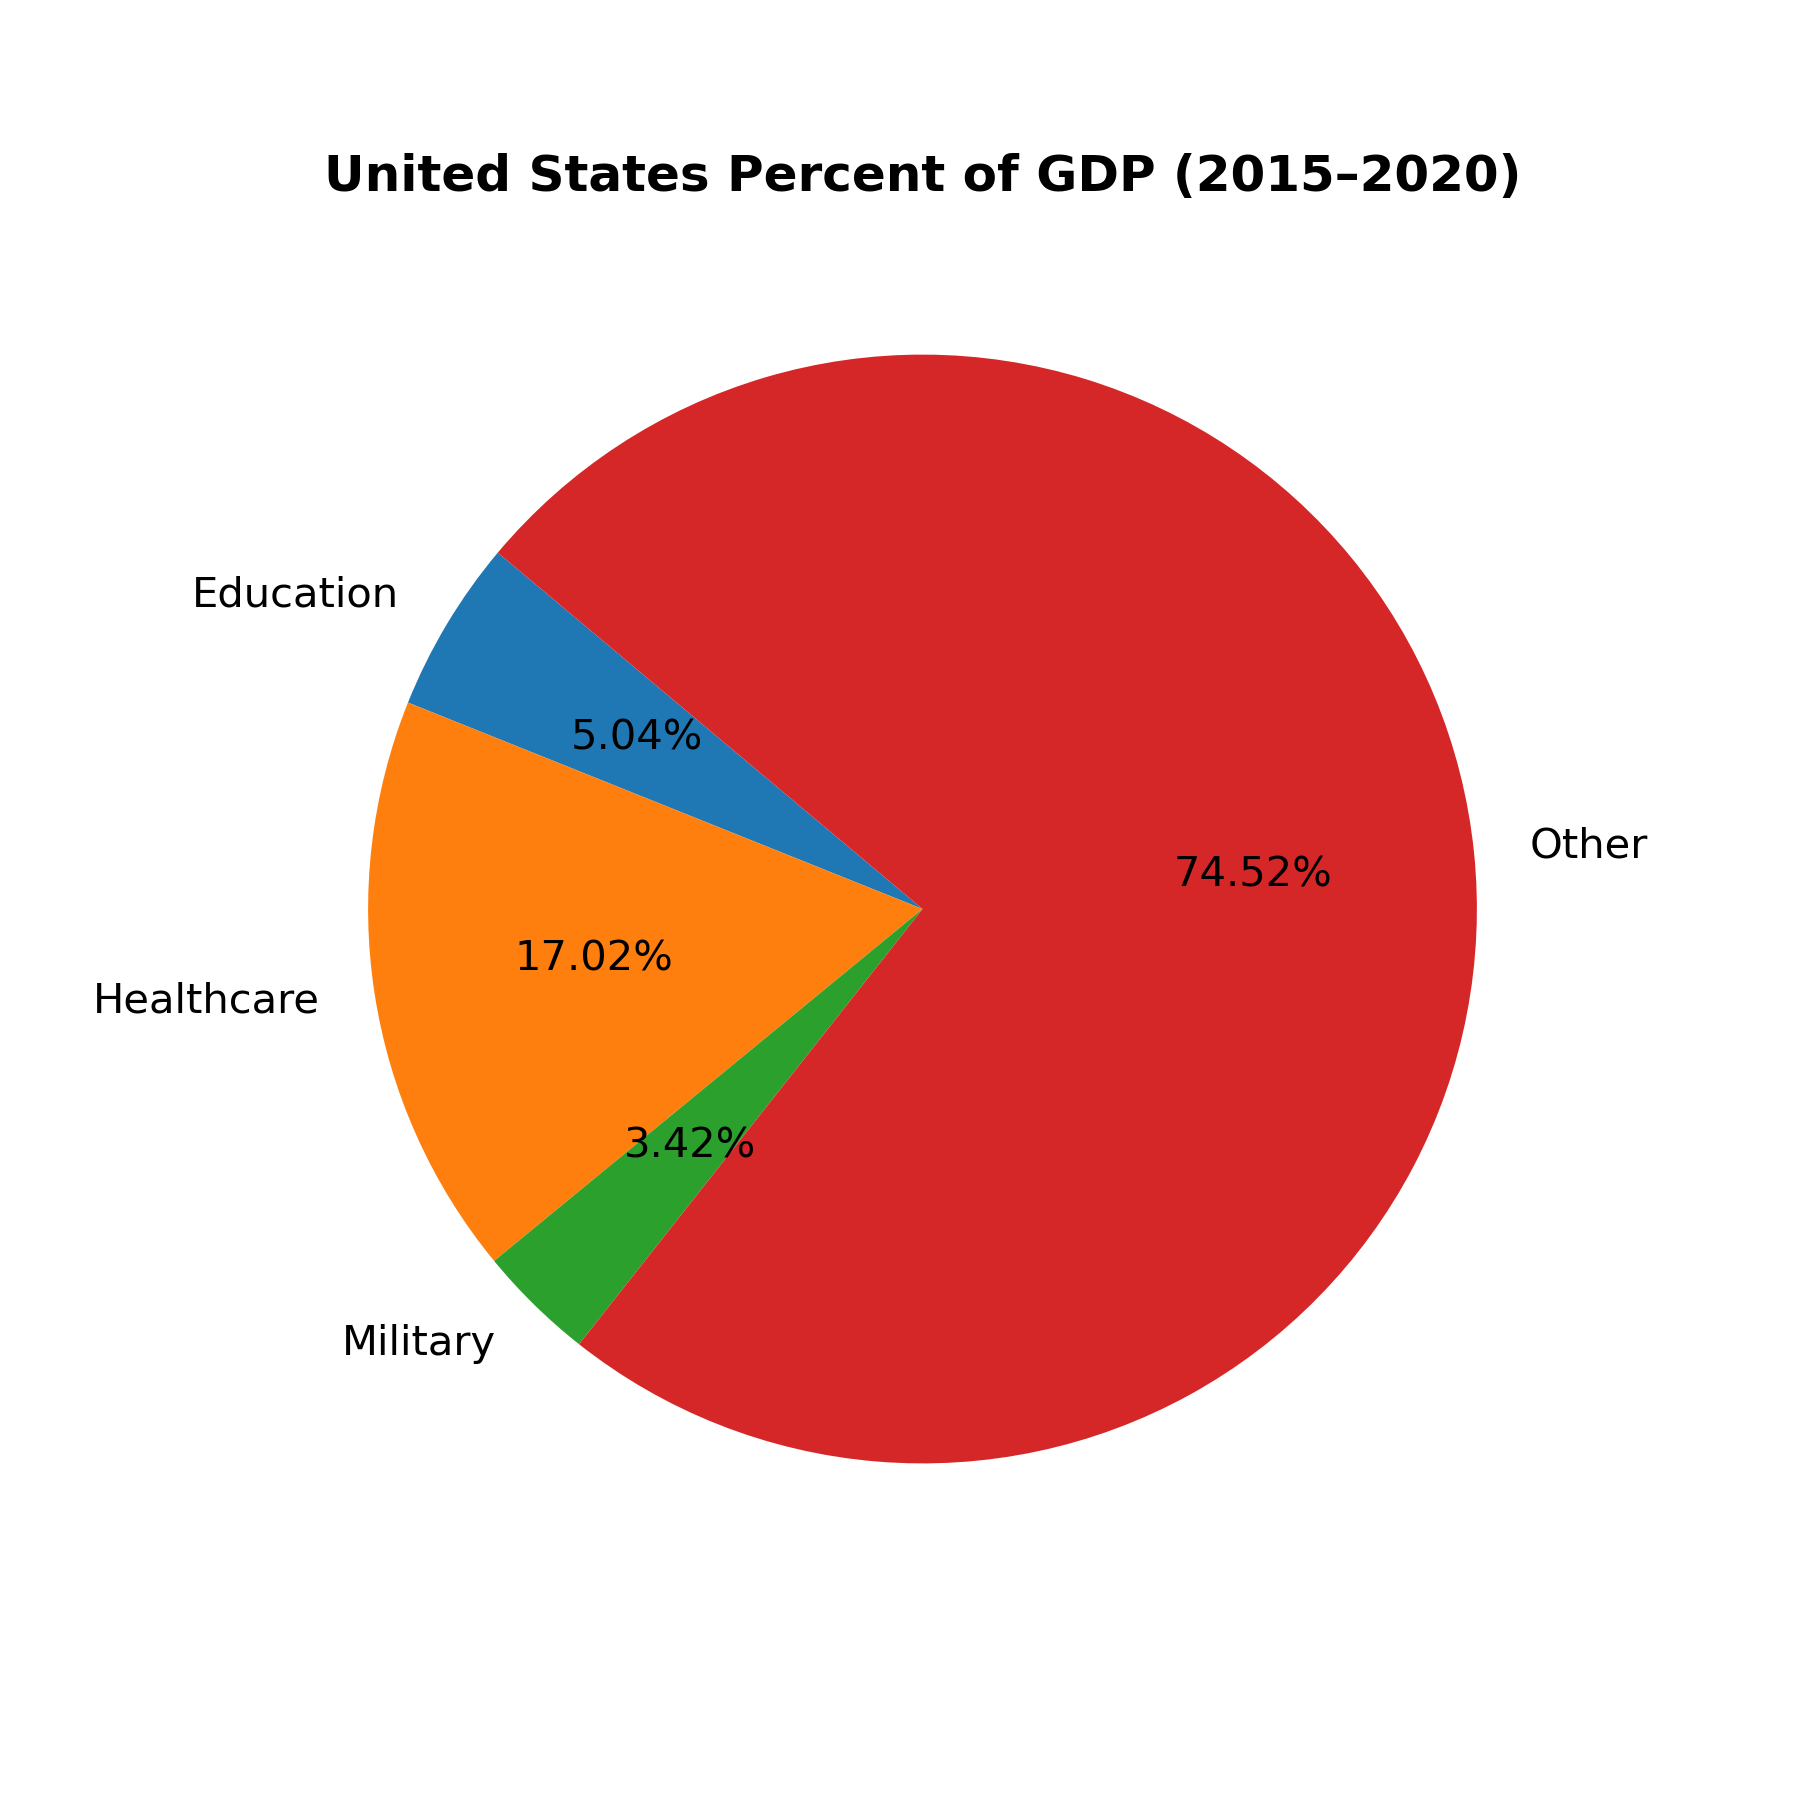 United States Percent of GDP (2015–2020)
Education
5.04%
Other
74.52%
17.02%
Healthcare
3.42%
Military